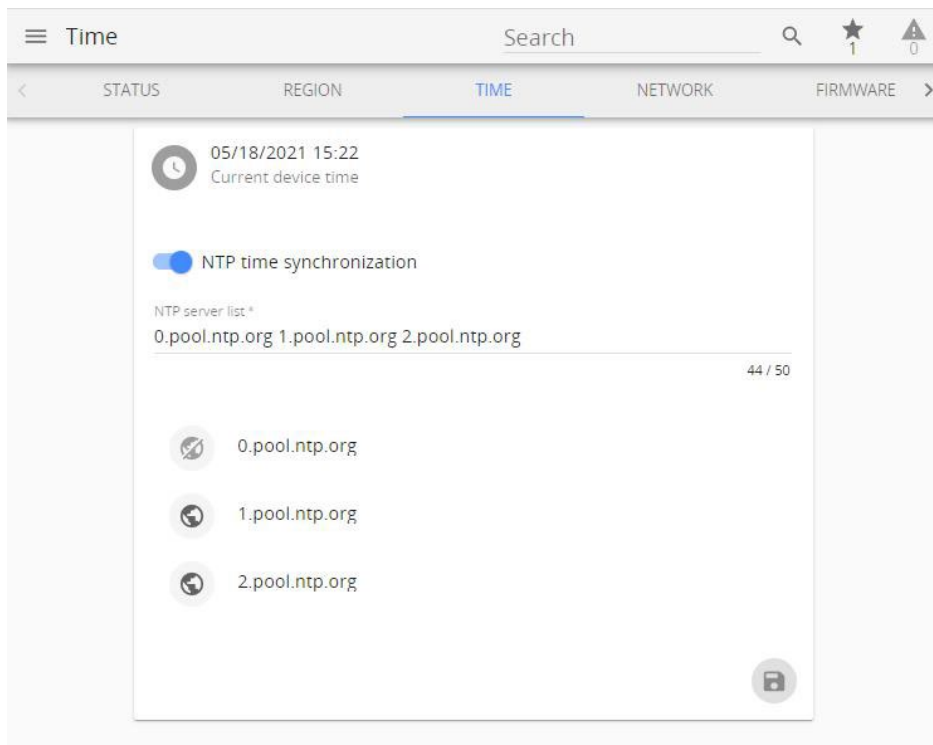 Time Search 1 0
STATUS REGION TIME NETWORK FIRMWARE
05/18/2021 15:22
Current device time
NTP time synchronization
NTP server list *
0.pool.ntp.org 1.pool.ntp.org 2.pool.ntp.org
44 / 50
0.pool.ntp.org
1.pool.ntp.org
2.pool.ntp.org